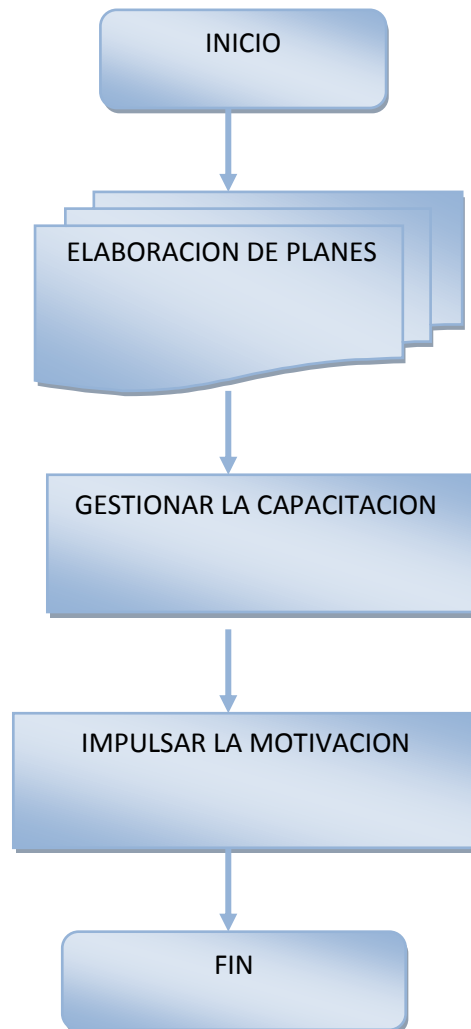 INICIO
ELABORACION DE PLANES
GESTIONAR LA CAPACITACION
IMPULSAR LA MOTIVACION
FIN